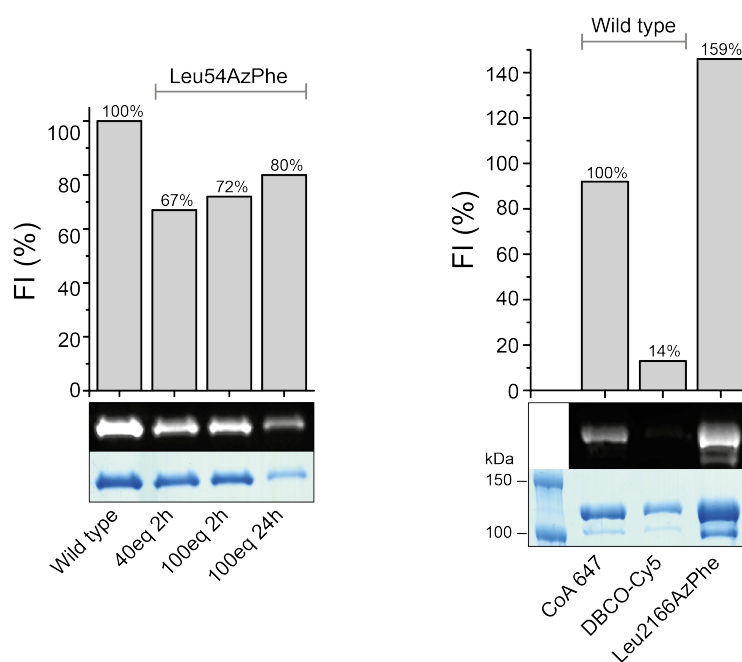 Leu54AzPhe
FI (%)
100
80
60
40
20
0
100%
67%
72%
80%
Wild type
40eq 2h
100eq 2h
100eq 24h
Wild type
FI (%)
140
120
100
80
60
40
20
0
100%
14%
159%
kDa
150
100
CoA 647
DBCO-Cy5
Leu2166AzPhe